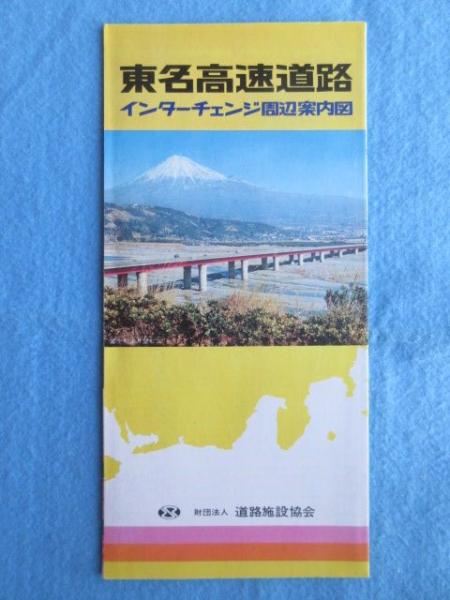 東名高速道路
インターチェンジ周辺案内図
財団法人 道路施設協会